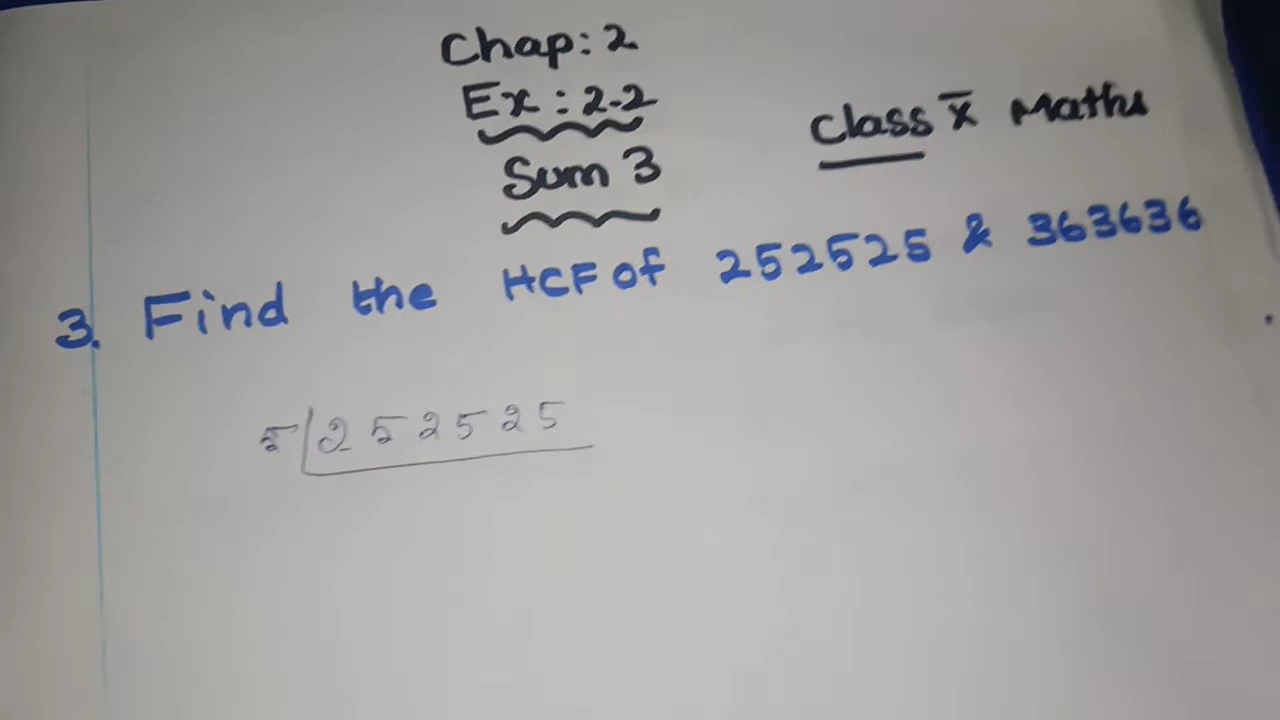 Chap: 2
Ex: 2.2
Class X Maths
Sum 3
3. Find the HCF of 252525 & 363636
5 252525